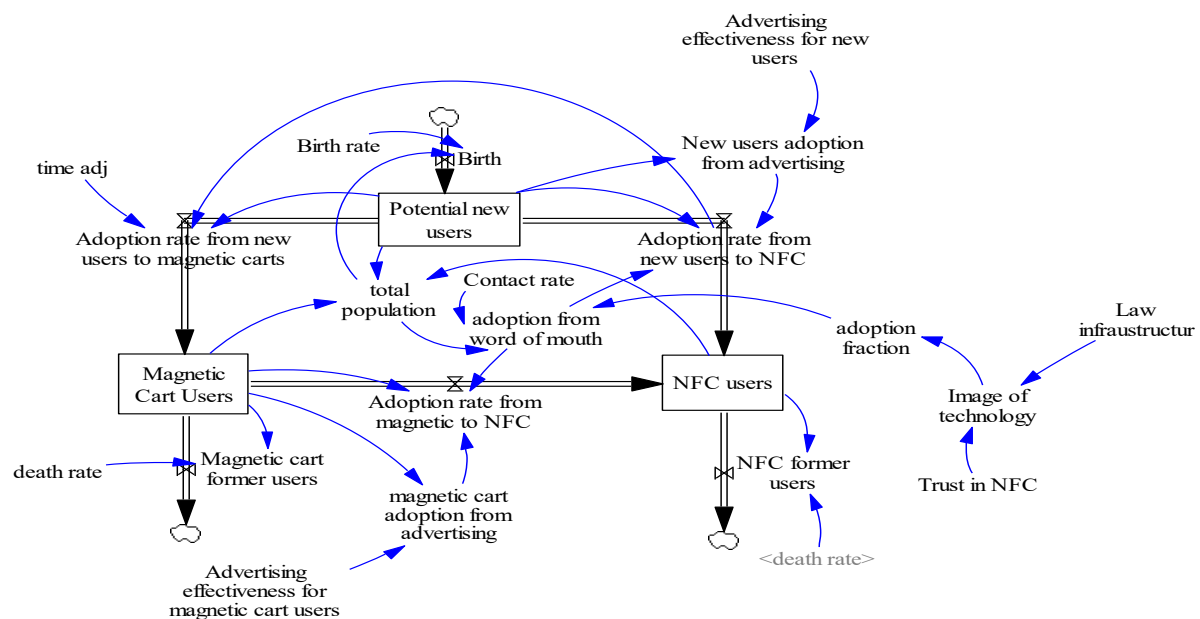 Advertising
effectiveness for new
users
Birth rate
Birth
New users adoption
from advertising
time adj
Potential new
users
Adoption rate from new
users to magnetic carts
Adoption rate from
new users to NFC
Contact rate
total
population
adoption from
word of mouth
adoption
fraction
Law
infraustructur
Magnetic
Cart Users
NFC users
Adoption rate from
magnetic to NFC
Image of
technology
death rate
Magnetic cart
former users
NFC former
users
Trust in NFC
magnetic cart
adoption from
advertising
<death rate>
Advertising
effectiveness for
magnetic cart users